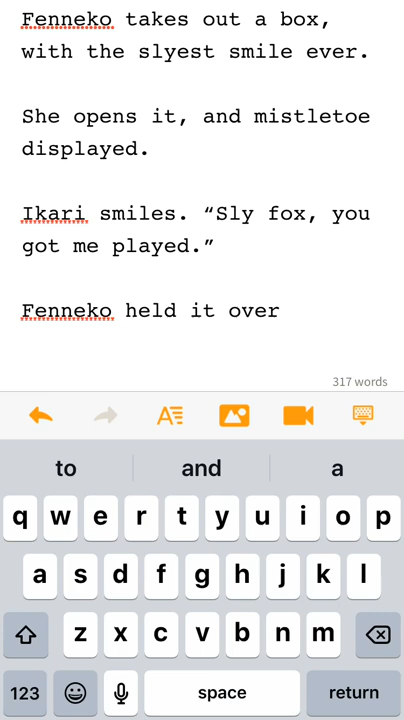 Fenneko takes out a box,
with the slyest smile ever.
She opens it, and mistletoe
displayed.
Ikari smiles. “Sly fox, you
got me played.”
Fenneko held it over
317 words
to and a
q w e r t y u i o p
a s d f g h j k l
z x c v b n m
123 space return